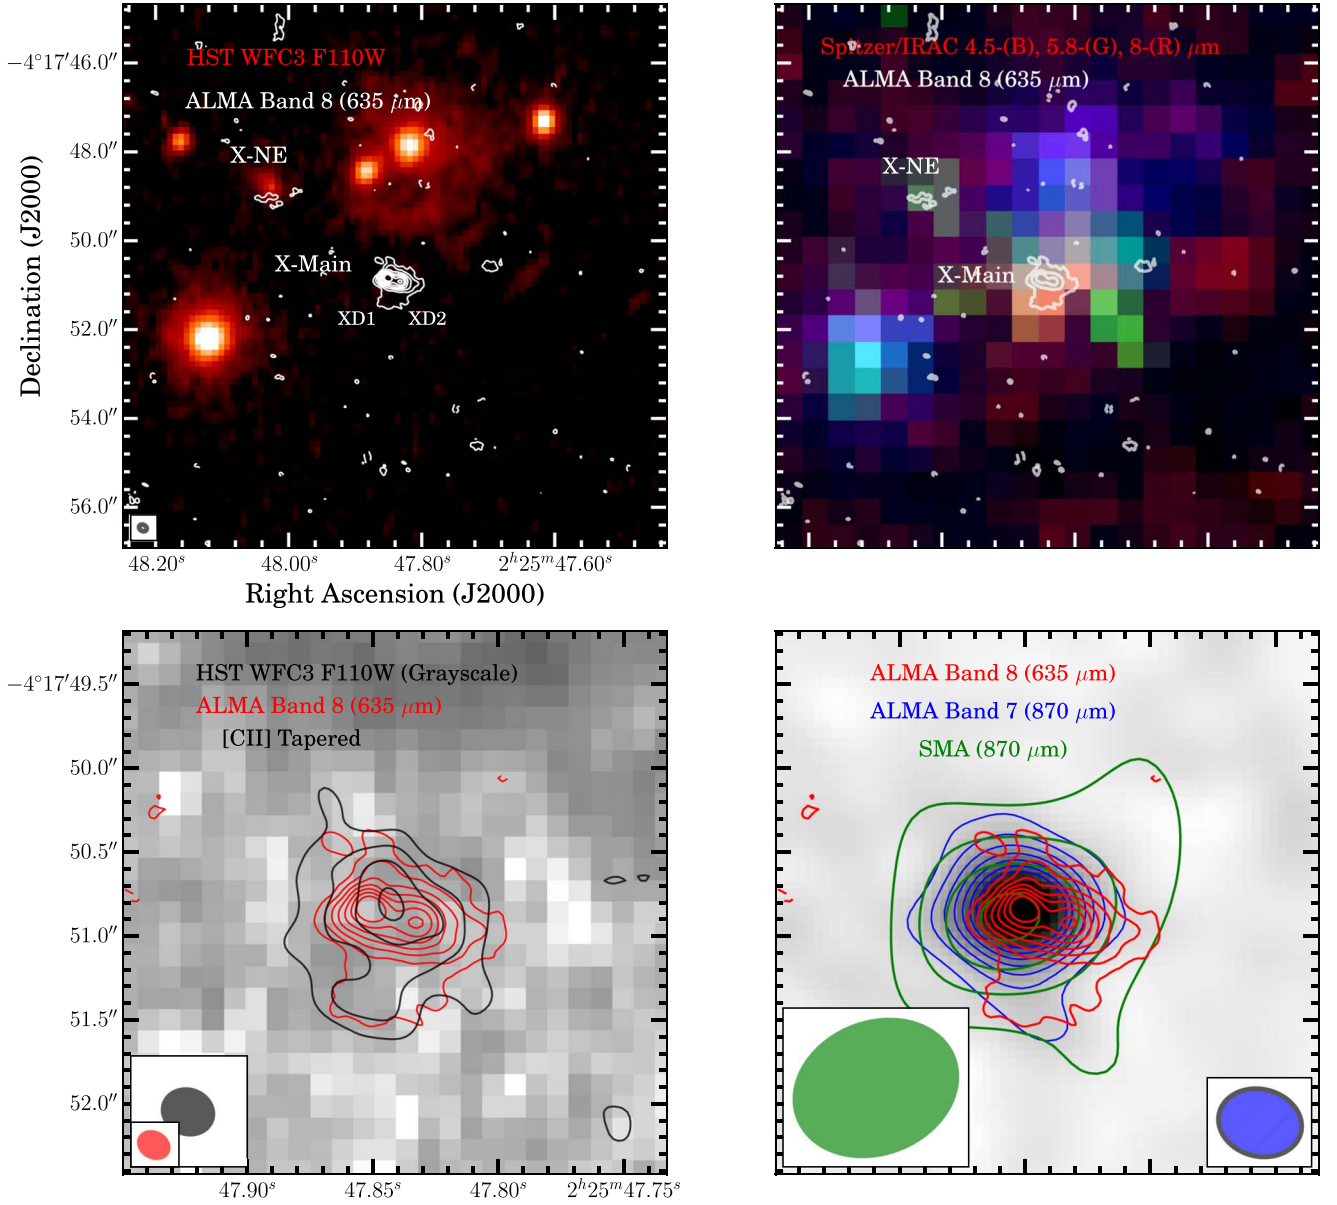 HST WFC3 F110W
ALMA Band 8 (635 μm)
X-NE
X-Main
XD1 XD2
−4°17′46.0″
48.0″
50.0″
52.0″
54.0″
56.0″
Declination (J2000)
48.20ˢ 48.00ˢ 47.80ˢ 2ʰ25ᵐ47.60ˢ
Right Ascension (J2000)
Spitzer/IRAC 4.5-(B), 5.8-(G), 8-(R) μm
ALMA Band 8 (635 μm)
X-NE
X-Main
HST WFC3 F110W (Grayscale)
ALMA Band 8 (635 μm)
[CII] Tapered
−4°17′49.5″
50.0″
50.5″
51.0″
51.5″
52.0″
47.90ˢ 47.85ˢ 47.80ˢ 2ʰ25ᵐ47.75ˢ
ALMA Band 8 (635 μm)
ALMA Band 7 (870 μm)
SMA (870 μm)